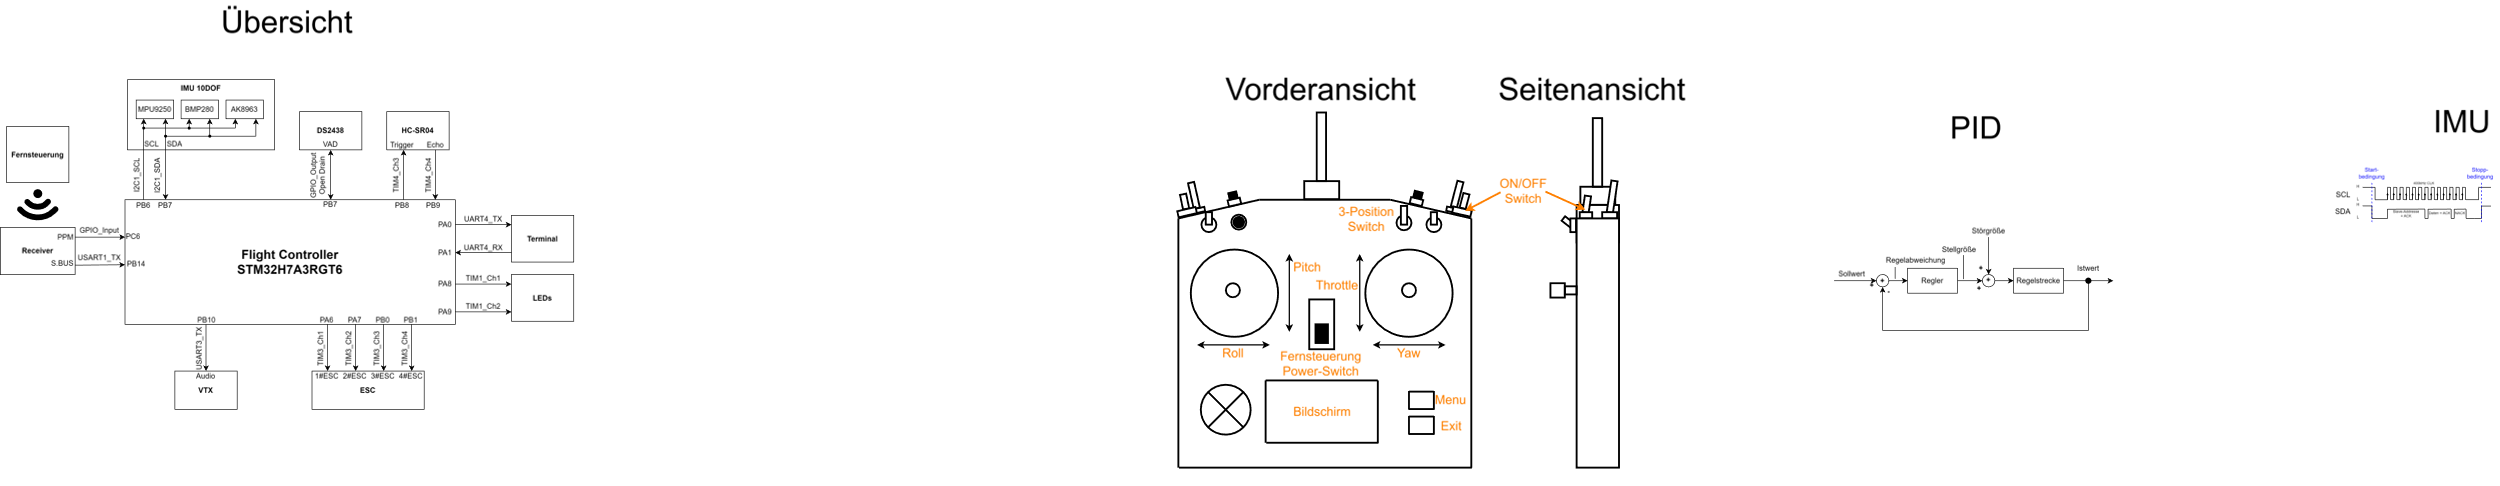 Übersicht
IMU 10DOF
MPU9250
BMP280
AK8963
SCL
SDA
DS2438
VAD
HC-SR04
Trigger
Echo
Fernsteuerung
I2C1_SCL
I2C1_SDA
GPIO_Output
Open Drain
TIM4_Ch3
TIM4_Ch4
PB6
PB7
PB7
PB8
PB9
Receiver
PPM
S.BUS
GPIO_Input
USART1_TX
PC6
PB14
Flight Controller
STM32H7A3RGT6
PA0
PA1
PA8
PA9
UART4_TX
UART4_RX
TIM1_Ch1
TIM1_Ch2
Terminal
LEDs
PB10
PA6
PA7
PB0
PB1
USART3_TX
TIM3_Ch1
TIM3_Ch2
TIM3_Ch3
TIM3_Ch4
Audio
VTX
1#ESC
2#ESC
3#ESC
4#ESC
ESC
Vorderansicht
Seitenansicht
ON/OFF
Switch
3-Position
Switch
Pitch
Throttle
Roll
Yaw
Fernsteuerung
Power-Switch
Bildschirm
Menu
Exit
PID
Störgröße
Stellgröße
Regelabweichung
Sollwert
Regler
Regelstrecke
Istwert
+
+
-
+
+
+
IMU
Start-
bedingung
Stopp-
bedingung
SCL
H
L
SDA
H
L